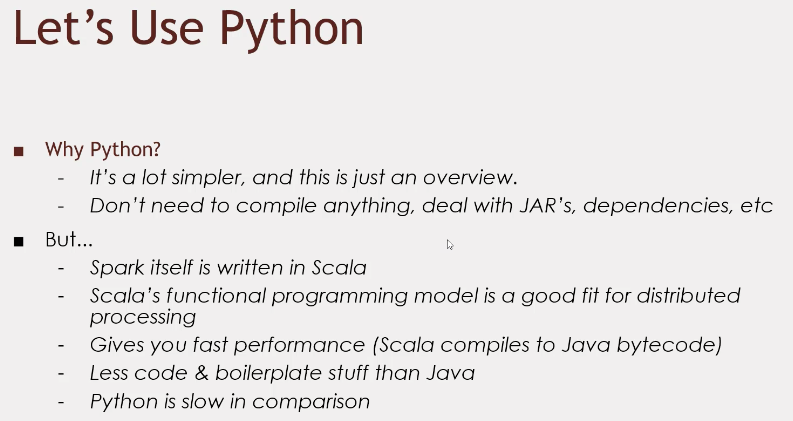 Let’s Use Python
■ Why Python?
- It’s a lot simpler, and this is just an overview.
- Don’t need to compile anything, deal with JAR’s, dependencies, etc
■ But...
- Spark itself is written in Scala
- Scala’s functional programming model is a good fit for distributed
processing
- Gives you fast performance (Scala compiles to Java bytecode)
- Less code & boilerplate stuff than Java
- Python is slow in comparison